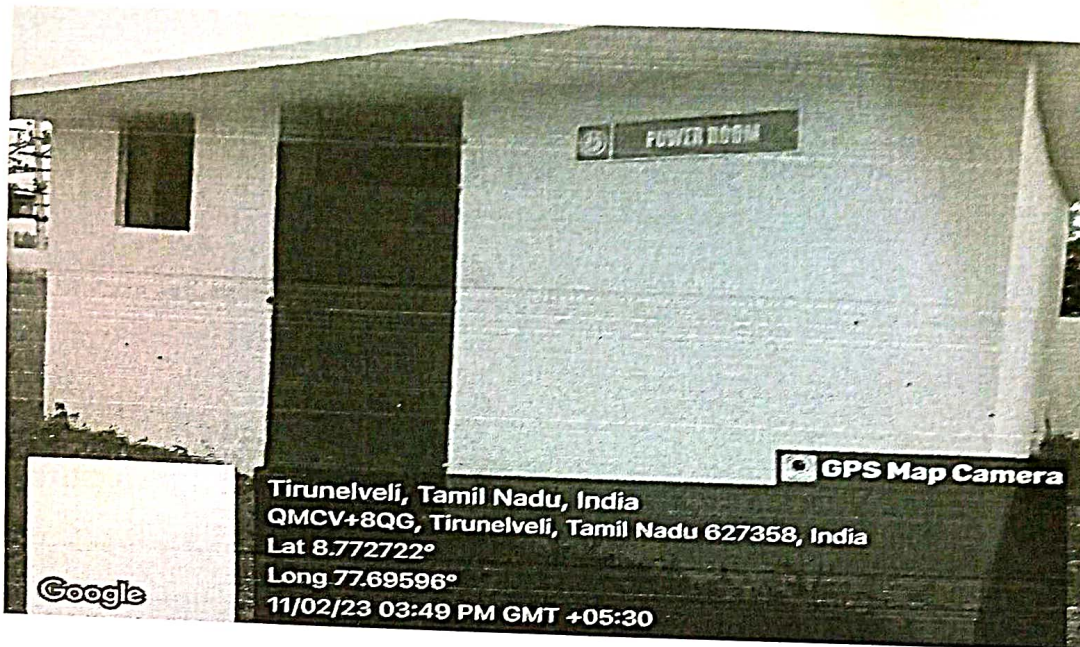 POWER ROOM
GPS Map Camera
Tirunelveli, Tamil Nadu, India
QMCV+8QG, Tirunelveli, Tamil Nadu 627358, India
Lat 8.772722°
Long 77.69596°
11/02/23 03:49 PM GMT +05:30
Google